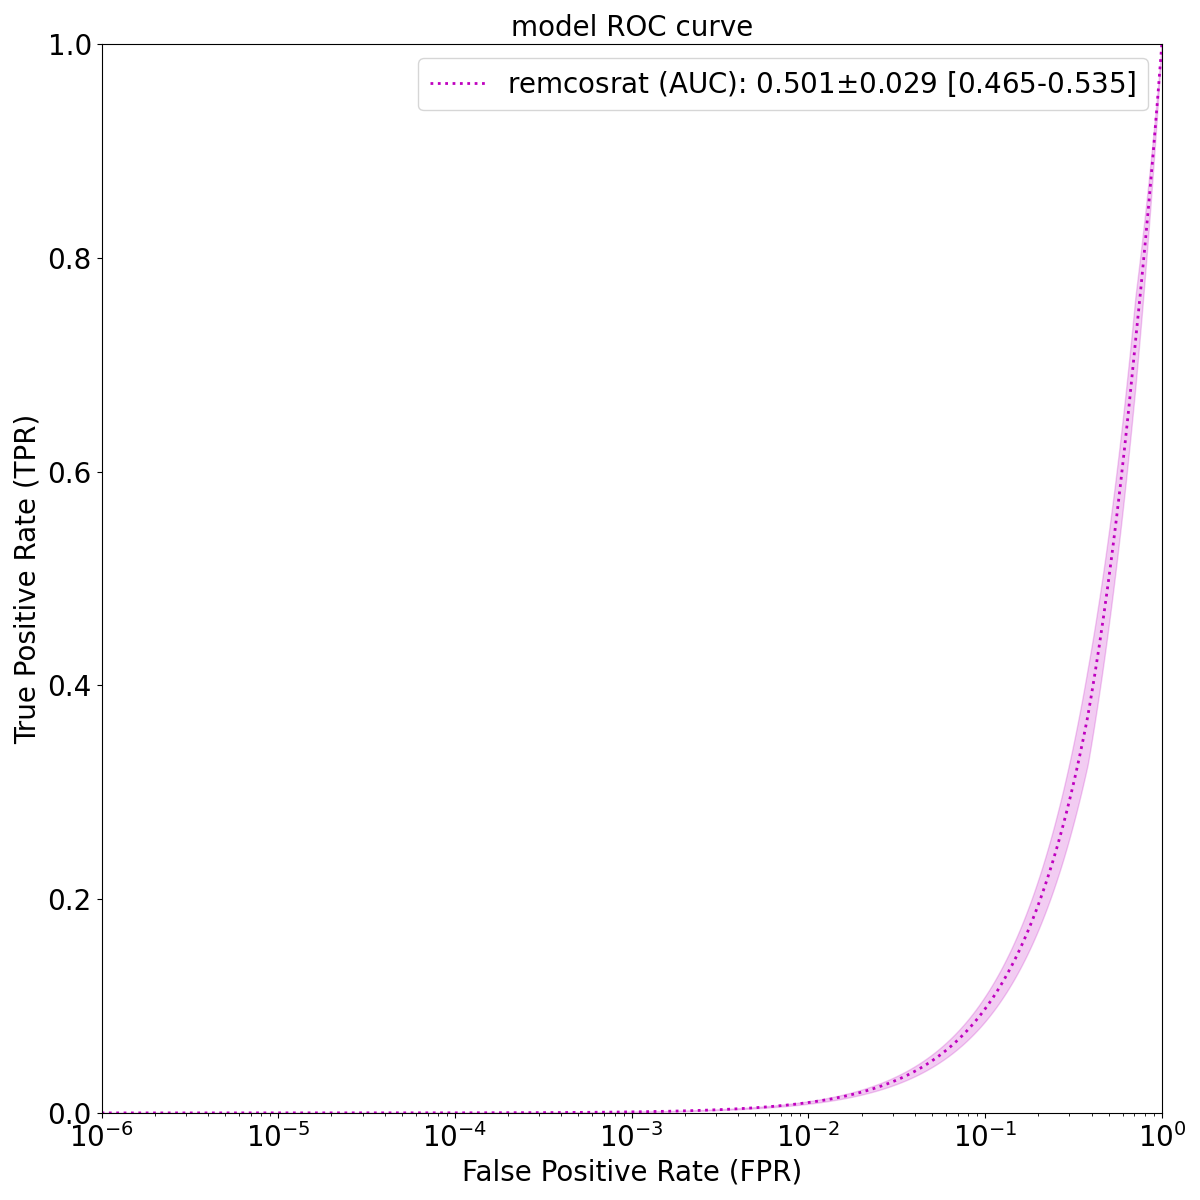 model ROC curve
remcosrat (AUC): 0.501±0.029 [0.465-0.535]
1.0
0.8
0.6
0.4
0.2
0.0
True Positive Rate (TPR)
10⁻⁶ 10⁻⁵ 10⁻⁴ 10⁻³ 10⁻² 10⁻¹ 10⁰
False Positive Rate (FPR)